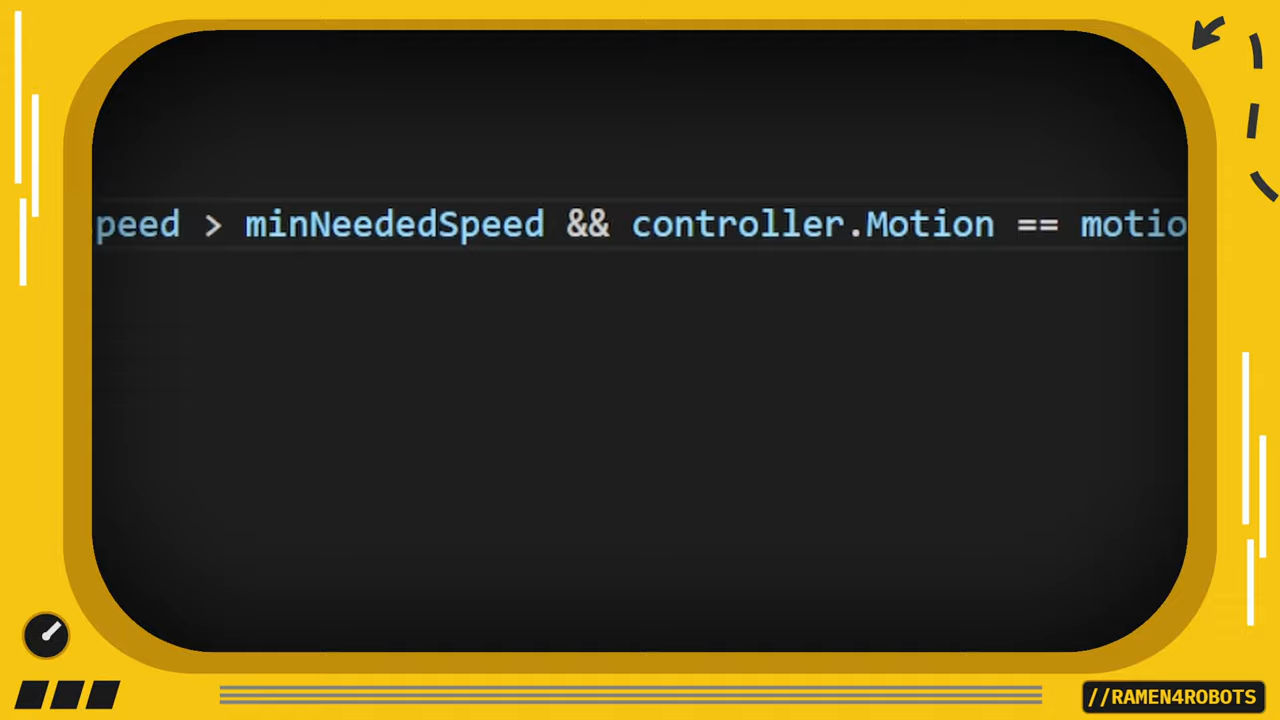 peed > minNeededSpeed && controller.Motion == motio
//RAMEN4ROBOTS